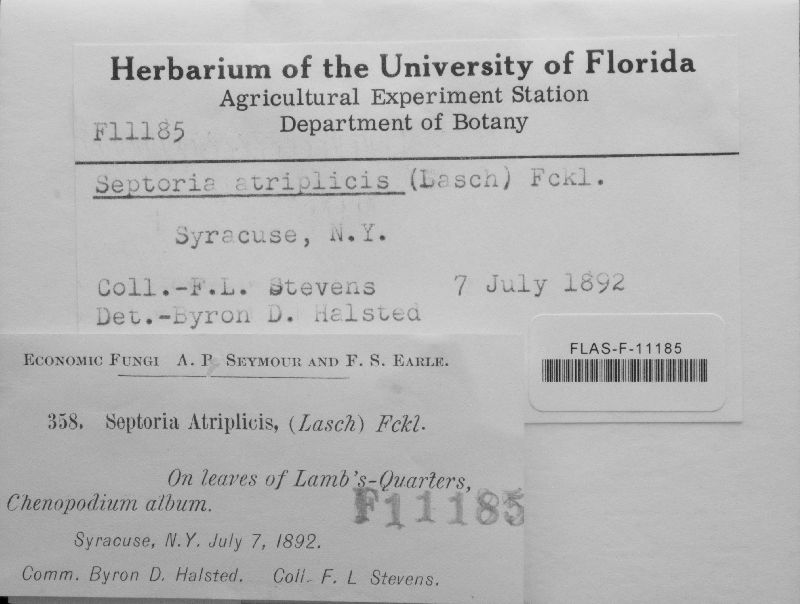 Herbarium of the University of Florida
Agricultural Experiment Station
Department of Botany
F11185
Septoria atriplicis (Lasch) Fckl.
Syracuse, N.Y.
Coll.-F.L. Stevens 7 July 1892
Det.-Byron D. Halsted
FLAS-F-11185
Economic Fungi A. P. Seymour and F. S. Earle.
358. Septoria Atriplicis, (Lasch) Fckl.
On leaves of Lamb's-Quarters,
Chenopodium album.
F11185
Syracuse, N.Y. July 7, 1892.
Comm. Byron D. Halsted. Coll. F. L Stevens.